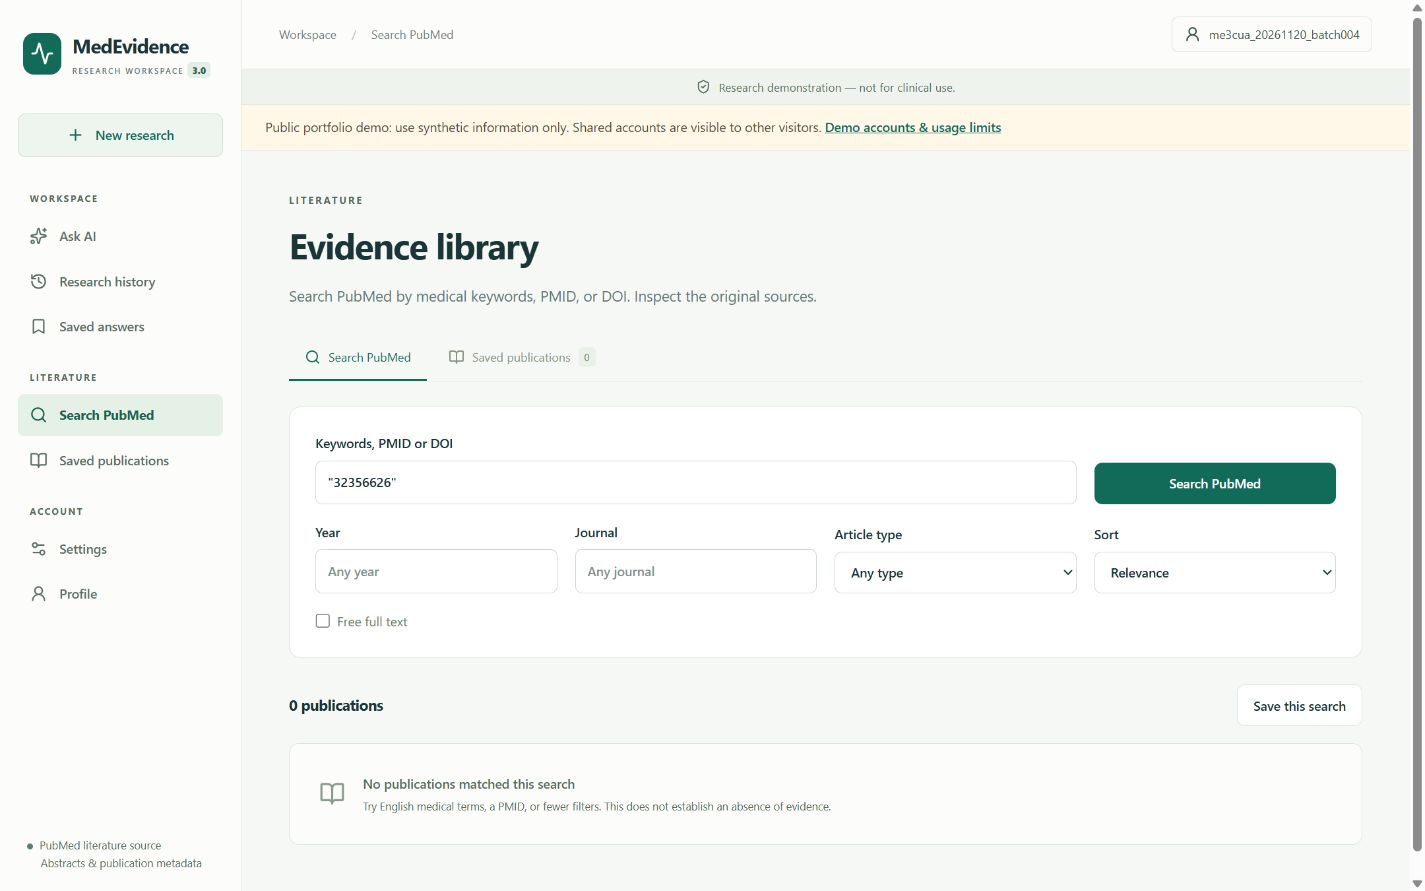 MedEvidence
RESEARCH WORKSPACE 3.0
New research
WORKSPACE
Ask AI
Research history
Saved answers
LITERATURE
Search PubMed
Saved publications
ACCOUNT
Settings
Profile
PubMed literature source
Abstracts & publication metadata
Workspace / Search PubMed
me3cua_20261120_batch004
Research demonstration — not for clinical use.
Public portfolio demo: use synthetic information only. Shared accounts are visible to other visitors. Demo accounts & usage limits
LITERATURE
Evidence library
Search PubMed by medical keywords, PMID, or DOI. Inspect the original sources.
Search PubMed
Saved publications 0
Keywords, PMID or DOI
"32356626"
Search PubMed
Year
Journal
Article type
Sort
Any year
Any journal
Any type
Relevance
Free full text
0 publications
Save this search
No publications matched this search
Try English medical terms, a PMID, or fewer filters. This does not establish an absence of evidence.